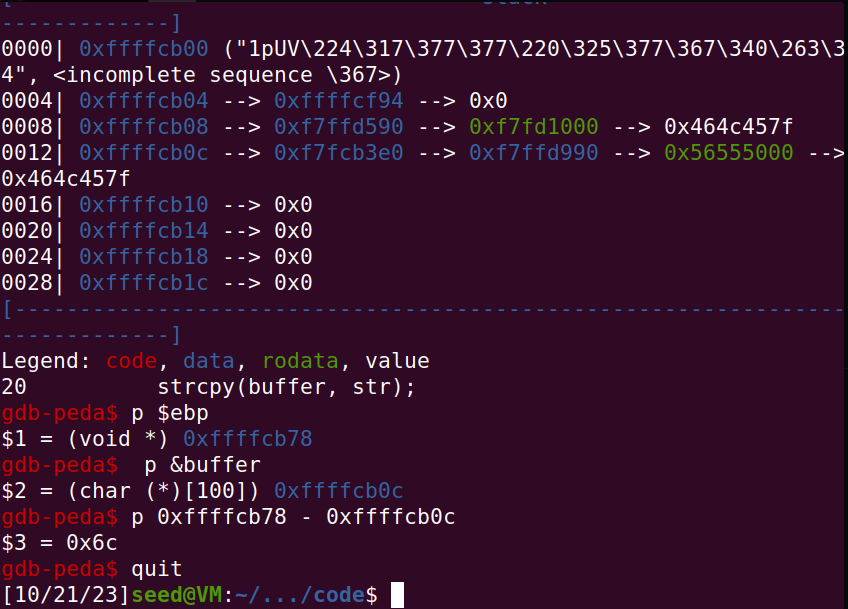 [
-------------]
0000| 0xffffcb00 ("1pUV\224\317\377\377\220\325\377\367\340\263\3
4", <incomplete sequence \367>)
0004| 0xffffcb04 --> 0xffffcf94 --> 0x0
0008| 0xffffcb08 --> 0xf7ffd590 --> 0xf7fd1000 --> 0x464c457f
0012| 0xffffcb0c --> 0xf7fcb3e0 --> 0xf7ffd990 --> 0x56555000 -->
0x464c457f
0016| 0xffffcb10 --> 0x0
0020| 0xffffcb14 --> 0x0
0024| 0xffffcb18 --> 0x0
0028| 0xffffcb1c --> 0x0
[---------------------------------------------------------------
-------------]
Legend: code, data, rodata, value
20          strcpy(buffer, str);
gdb-peda$ p $ebp
$1 = (void *) 0xffffcb78
gdb-peda$  p &buffer
$2 = (char (*)[100]) 0xffffcb0c
gdb-peda$ p 0xffffcb78 - 0xffffcb0c
$3 = 0x6c
gdb-peda$ quit
[10/21/23]seed@VM:~/.../code$